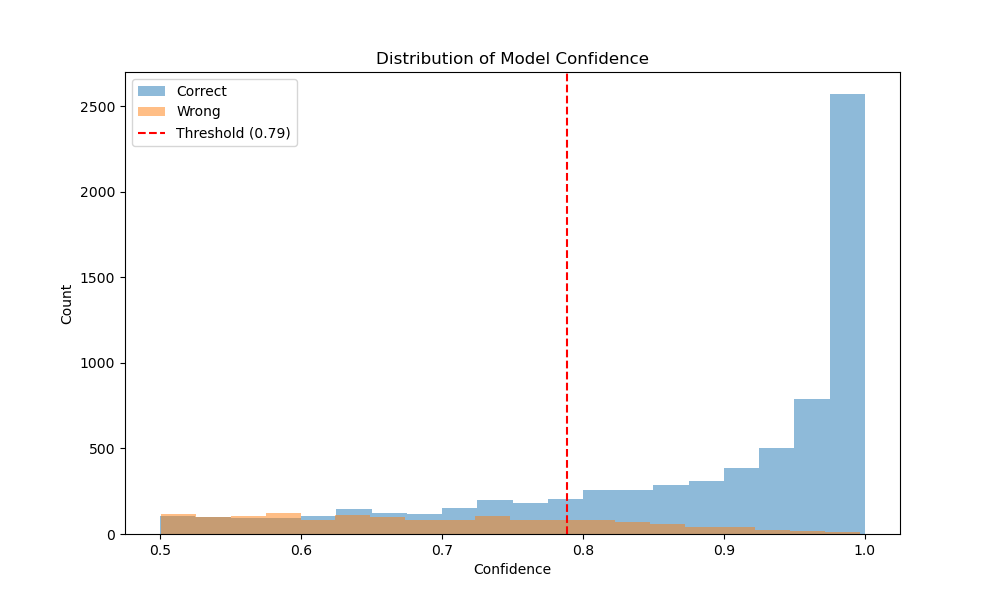 Distribution of Model Confidence
Correct
Wrong
Threshold (0.79)
2500
2000
1500
1000
500
0
Count
0.5 0.6 0.7 0.8 0.9 1.0
Confidence